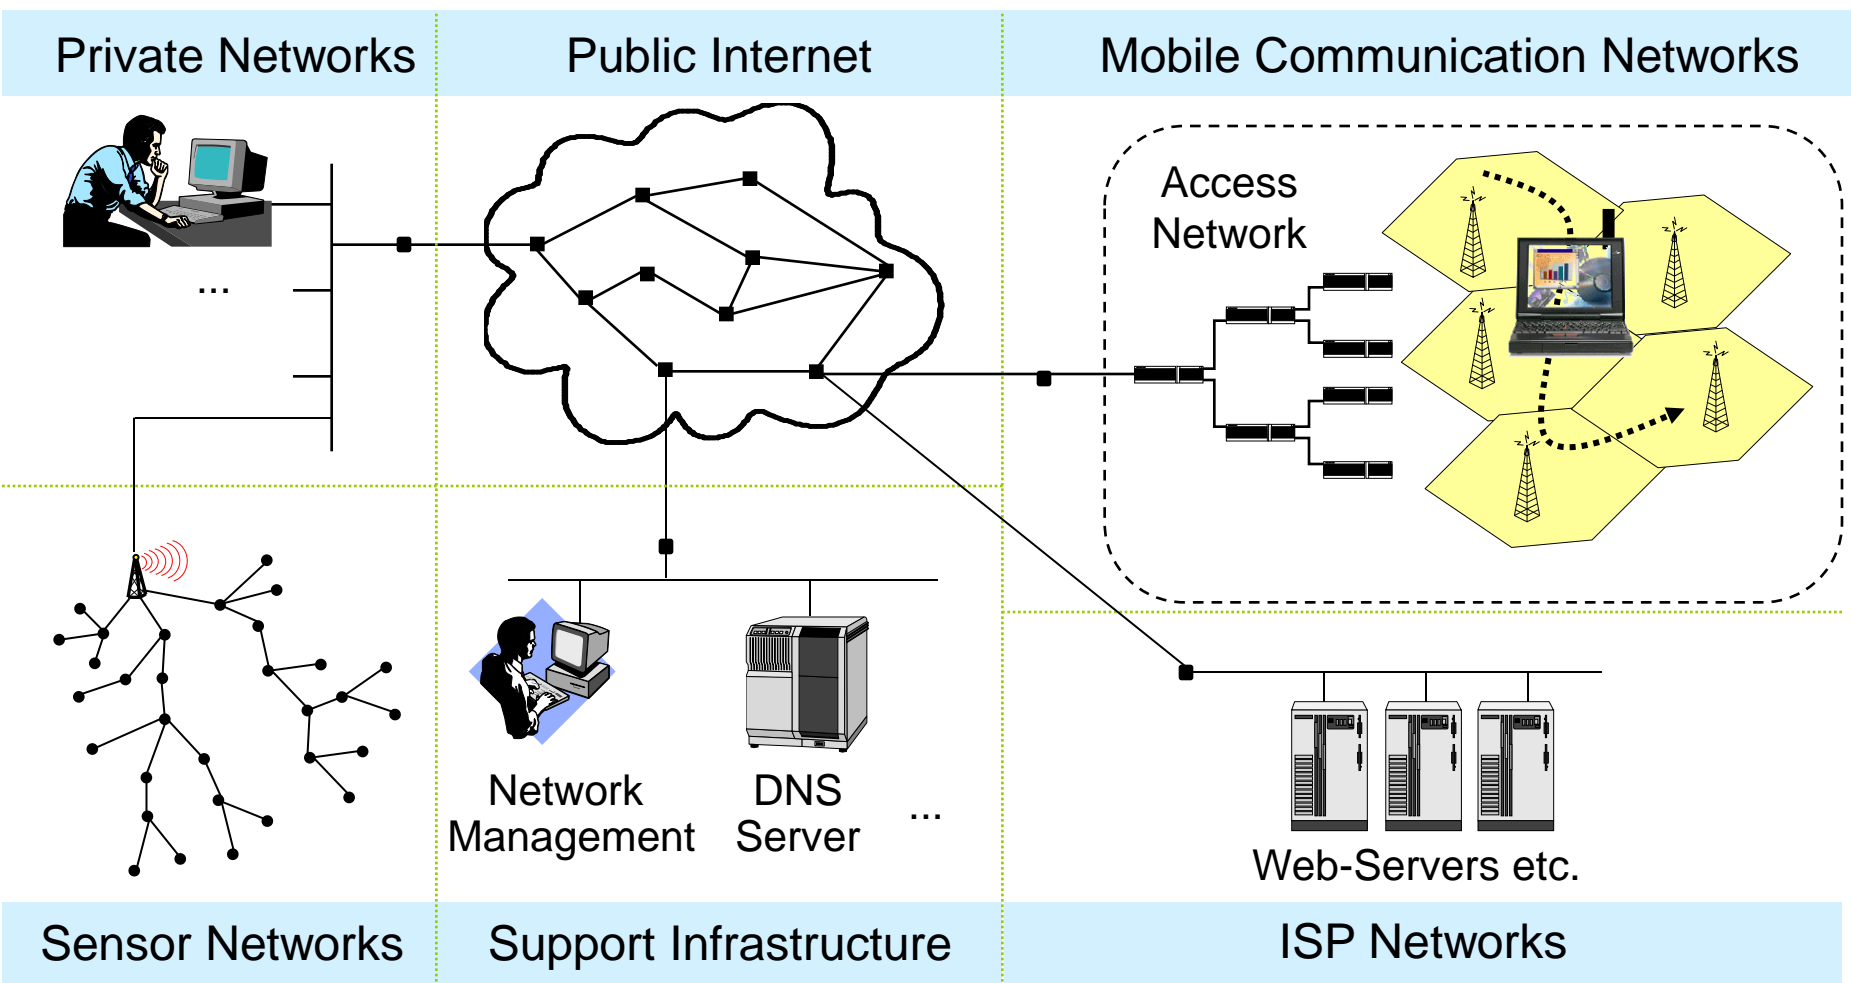 Private Networks
Public Internet
Mobile Communication Networks
Access
Network
...
Network
Management
DNS
Server
...
Web-Servers etc.
Sensor Networks
Support Infrastructure
ISP Networks